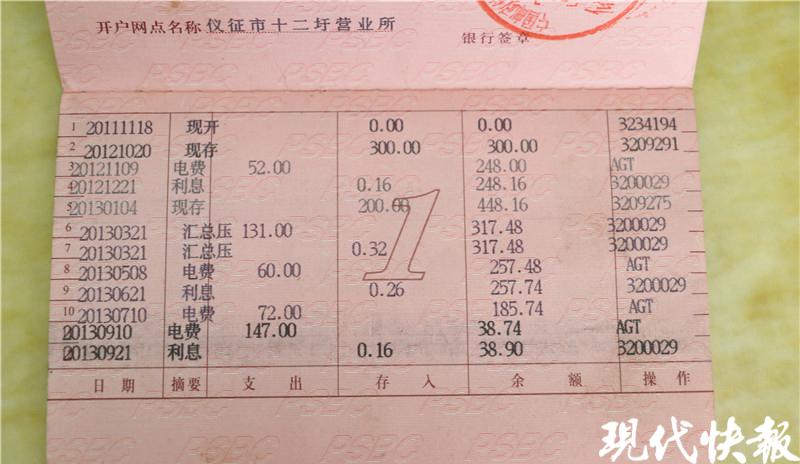 开户网点名称 仪征市十二圩营业所
银行签章
1 20111118 现开 0.00 0.00 3234194
2 20121020 现存 300.00 300.00 3209291
3 20121109 电费 52.00 248.00 AGT
4 20121221 利息 0.16 248.16 3200029
5 20130104 现存 200.00 448.16 3209275
6 20130321 汇总压 131.00 317.48 3200029
7 20130321 汇总压 0.32 317.48 3200029
8 20130508 电费 60.00 257.48 AGT
9 20130621 利息 0.26 257.74 3200029
10 20130710 电费 72.00 185.74 AGT
20130910 电费 147.00 38.74 AGT
20130921 利息 0.16 38.90 3200029
1
日期 摘要 支出 存入 余额 操作
PSBC
现代快報